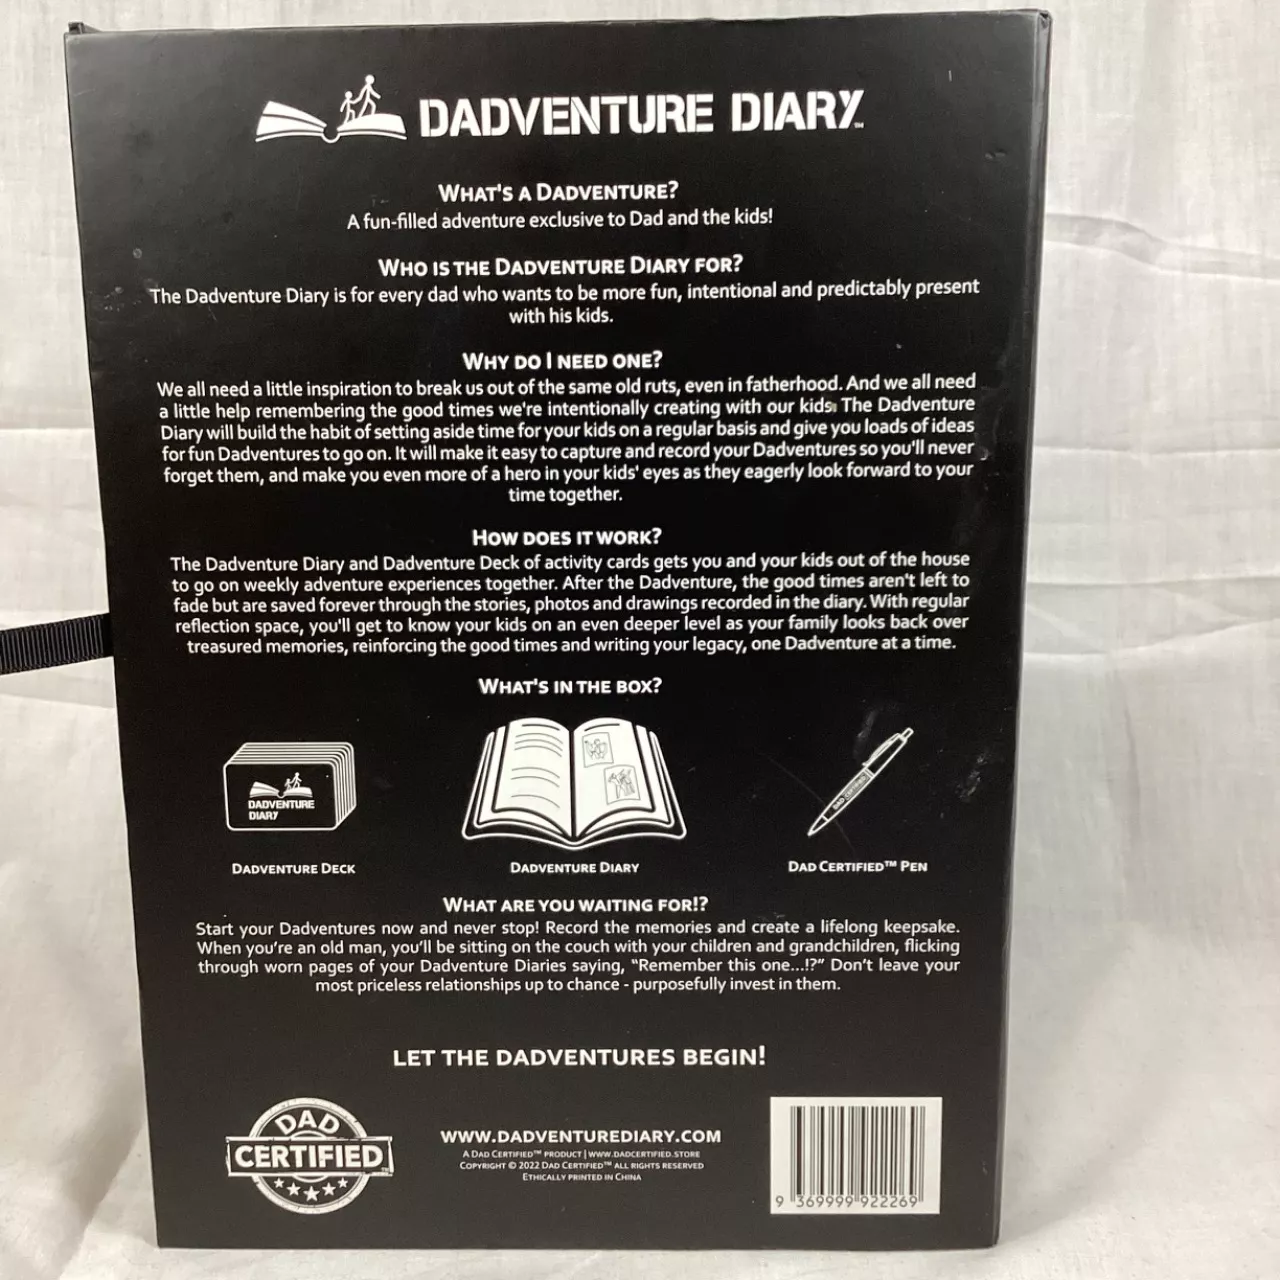 DADVENTURE DIARY™
WHAT'S A DADVENTURE?
A fun-filled adventure exclusive to Dad and the kids!
WHO IS THE DADVENTURE DIARY FOR?
The Dadventure Diary is for every dad who wants to be more fun, intentional and predictably present
with his kids.
WHY DO I NEED ONE?
We all need a little inspiration to break us out of the same old ruts, even in fatherhood. And we all need
a little help remembering the good times we're intentionally creating with our kids. The Dadventure
Diary will build the habit of setting aside time for your kids on a regular basis and give you loads of ideas
for fun Dadventures to go on. It will make it easy to capture and record your Dadventures so you'll never
forget them, and make you even more of a hero in your kids' eyes as they eagerly look forward to your
time together.
HOW DOES IT WORK?
The Dadventure Diary and Dadventure Deck of activity cards gets you and your kids out of the house
to go on weekly adventure experiences together. After the Dadventure, the good times aren't left to
fade but are saved forever through the stories, photos and drawings recorded in the diary. With regular
reflection space, you'll get to know your kids on an even deeper level as your family looks back over
treasured memories, reinforcing the good times and writing your legacy, one Dadventure at a time.
WHAT'S IN THE BOX?
DADVENTURE
DIARY
DAD CERTIFIED
DADVENTURE DECK
DADVENTURE DIARY
DAD CERTIFIED™ PEN
WHAT ARE YOU WAITING FOR!?
Start your Dadventures now and never stop! Record the memories and create a lifelong keepsake.
When you're an old man, you'll be sitting on the couch with your children and grandchildren, flicking
through worn pages of your Dadventure Diaries saying, "Remember this one...!?" Don't leave your
most priceless relationships up to chance - purposefully invest in them.
LET THE DADVENTURES BEGIN!
DAD
CERTIFIED™
WWW.DADVENTUREDIARY.COM
A DAD CERTIFIED™ PRODUCT | WWW.DADCERTIFIED.STORE
COPYRIGHT © 2022 DAD CERTIFIED™ ALL RIGHTS RESERVED
ETHICALLY PRINTED IN CHINA
9 369999 922269